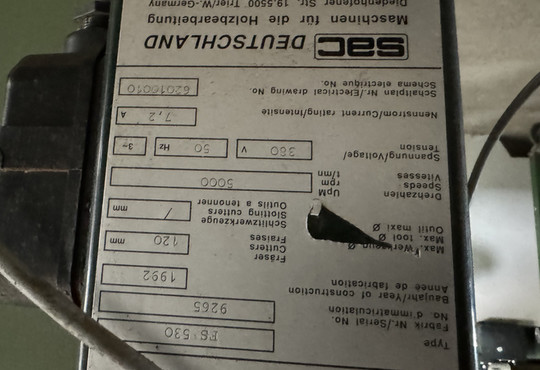 Type FS 530
Fabrik Nr./Serial No.
No. d'immatriculation 9265
Baujahr/Year of construction
Année de fabrication 1992
Max. Werkzeug Ø
Max. tool Ø
Outil maxi Ø
Fräser
Cutters
Fraises 120 mm
Schlitzwerkzeuge
Slotting cutters
Outils a tenonner / mm
Drehzahlen UpM
Speeds rpm 5000
Vitesses t/mn
Spannung/Voltage/
Tension 380 V 50 Hz 3~
Nennstrom/Current rating/Intensite 7,2 A
Schaltplan Nr./Electrical drawing No.
Schema electrique No. 62016010
sac DEUTSCHLAND
Maschinen für die Holzbearbeitung
Diedenhofener Str. 19.5500 Trier/W.-Germany